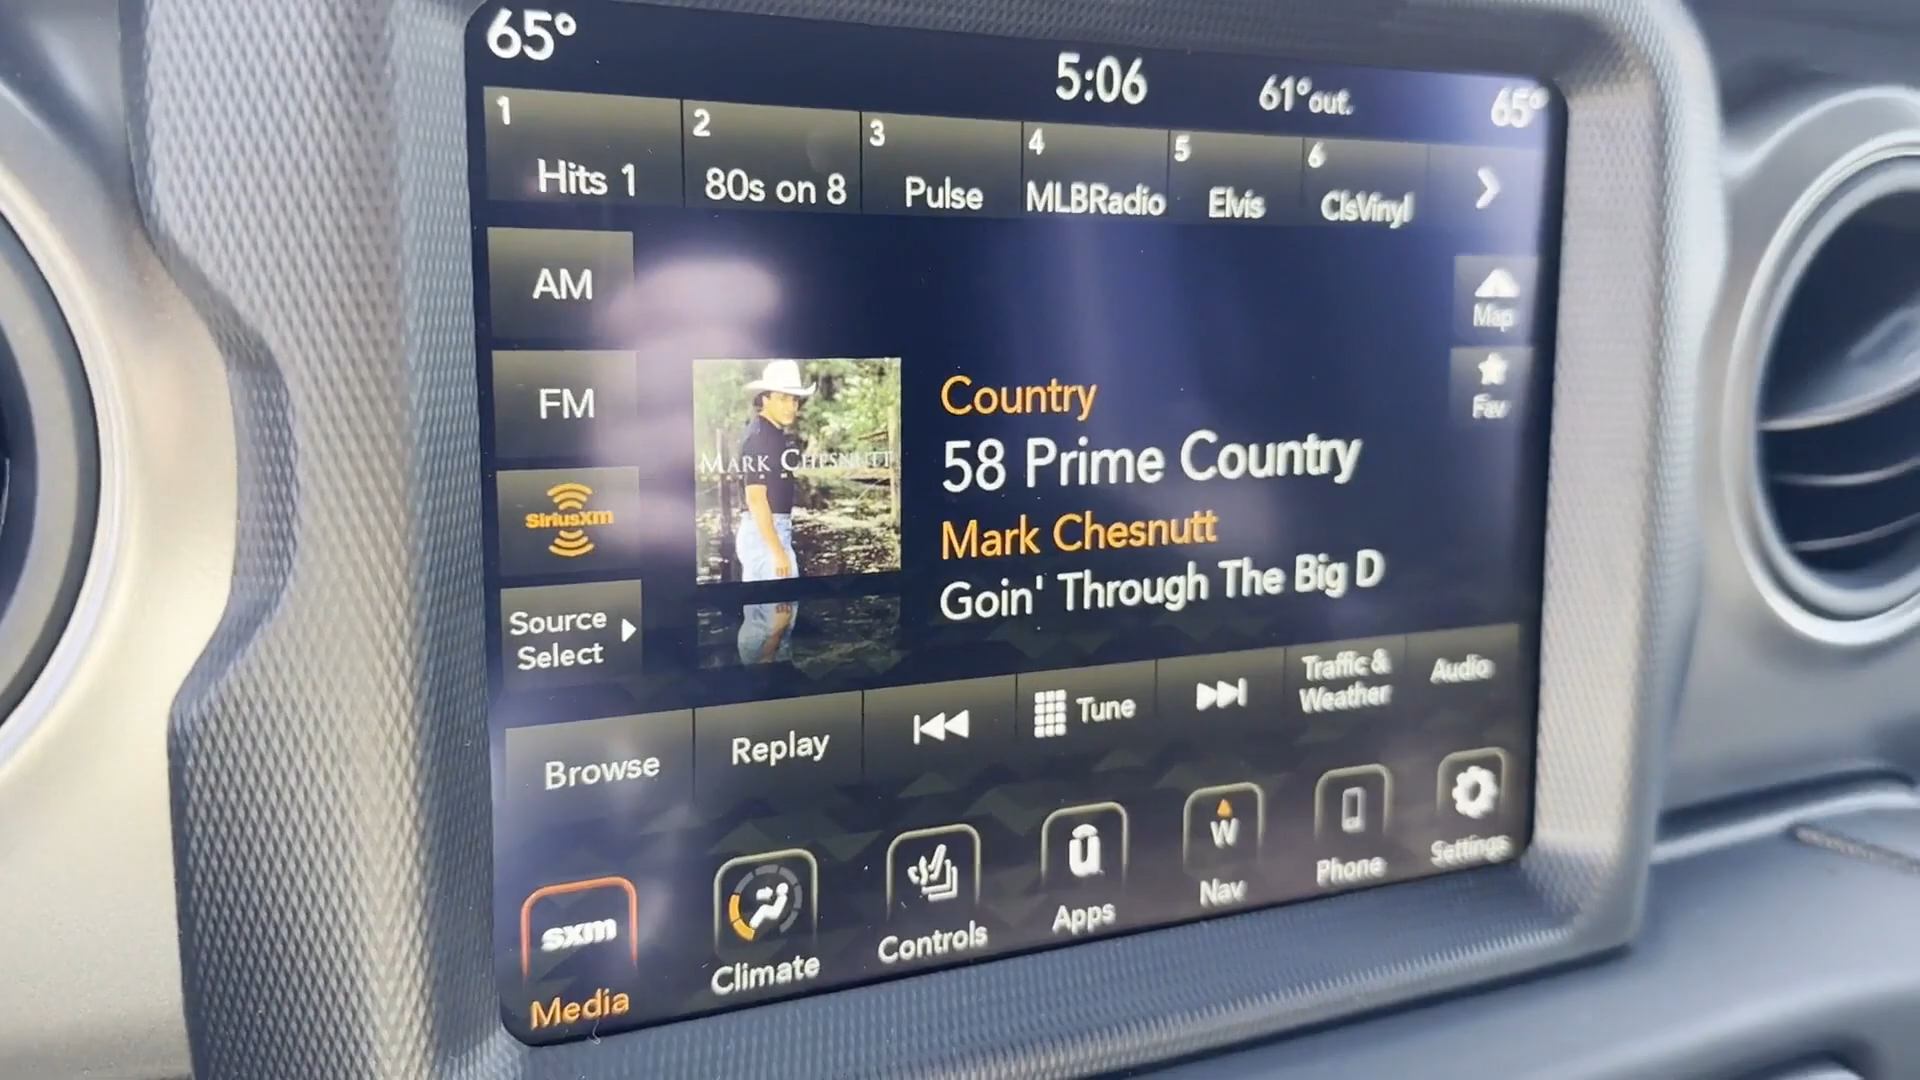 65°
5:06
61°out.
65°
1
Hits 1
2
80s on 8
3
Pulse
4
MLBRadio
5
Elvis
6
ClsVinyl
AM
FM
SiriusXM
Source
Select
Map
Fav
MARK CHESNUTT
Country
58 Prime Country
Mark Chesnutt
Goin' Through The Big D
Browse
Replay
Tune
Traffic &
Weather
Audio
sxm
Media
Climate
Controls
u
Apps
W
Nav
Phone
Settings